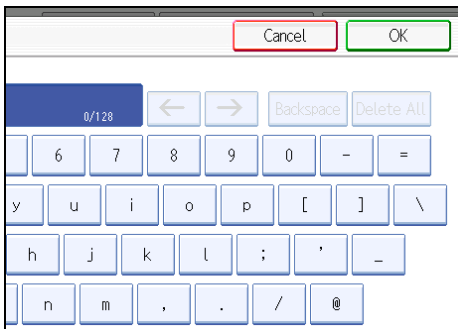 Cancel OK
0/128 ← → Backspace Delete All
6 7 8 9 0 - =
y u i o p [ ] \
h j k l ; ' _
n m , . / @